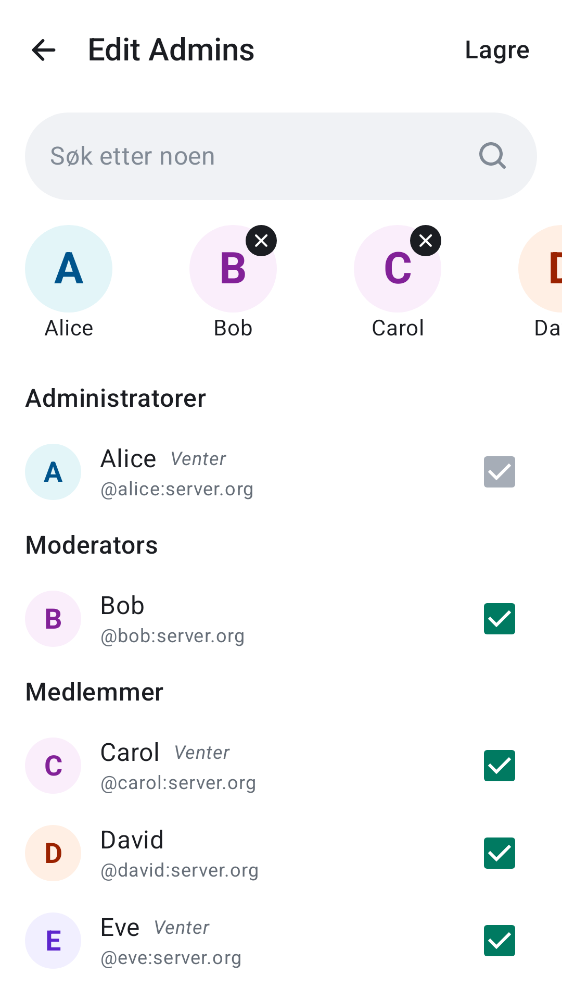 Edit Admins
Lagre
Søk etter noen
A
B
C
D
Alice
Bob
Carol
Da
Administratorer
A
Alice Venter
@alice:server.org
Moderators
B
Bob
@bob:server.org
Medlemmer
C
Carol Venter
@carol:server.org
D
David
@david:server.org
E
Eve Venter
@eve:server.org